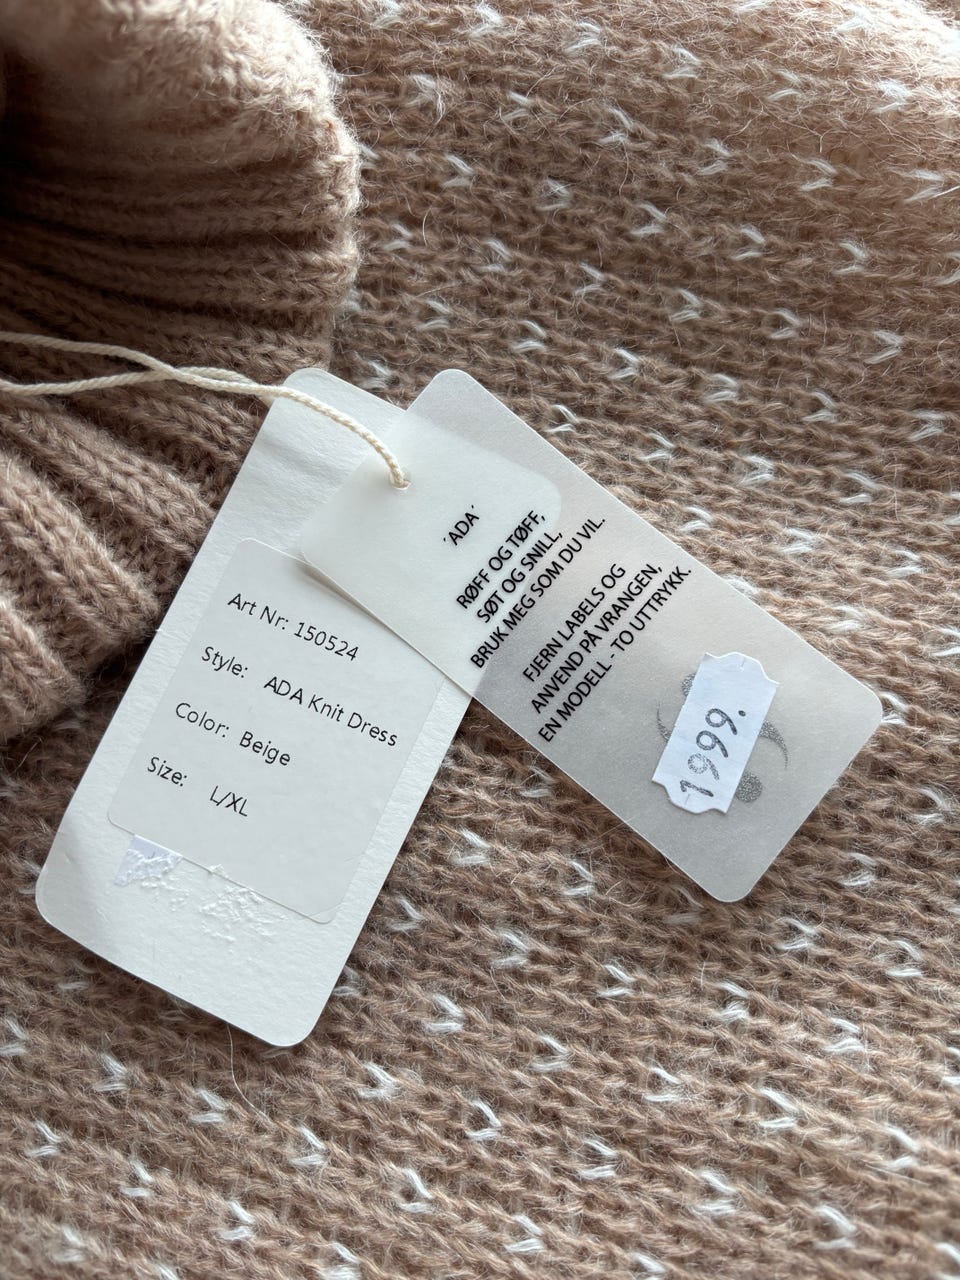 Art Nr: 150524
Style: ADA Knit Dress
Color: Beige
Size: L/XL
´ADA´
RØFF OG TØFF,
SØT OG SNILL,
BRUK MEG SOM DU VIL.
FJERN LABELS OG
ANVEND PÅ VRANGEN,
EN MODELL - TO UTTRYKK.
1999.